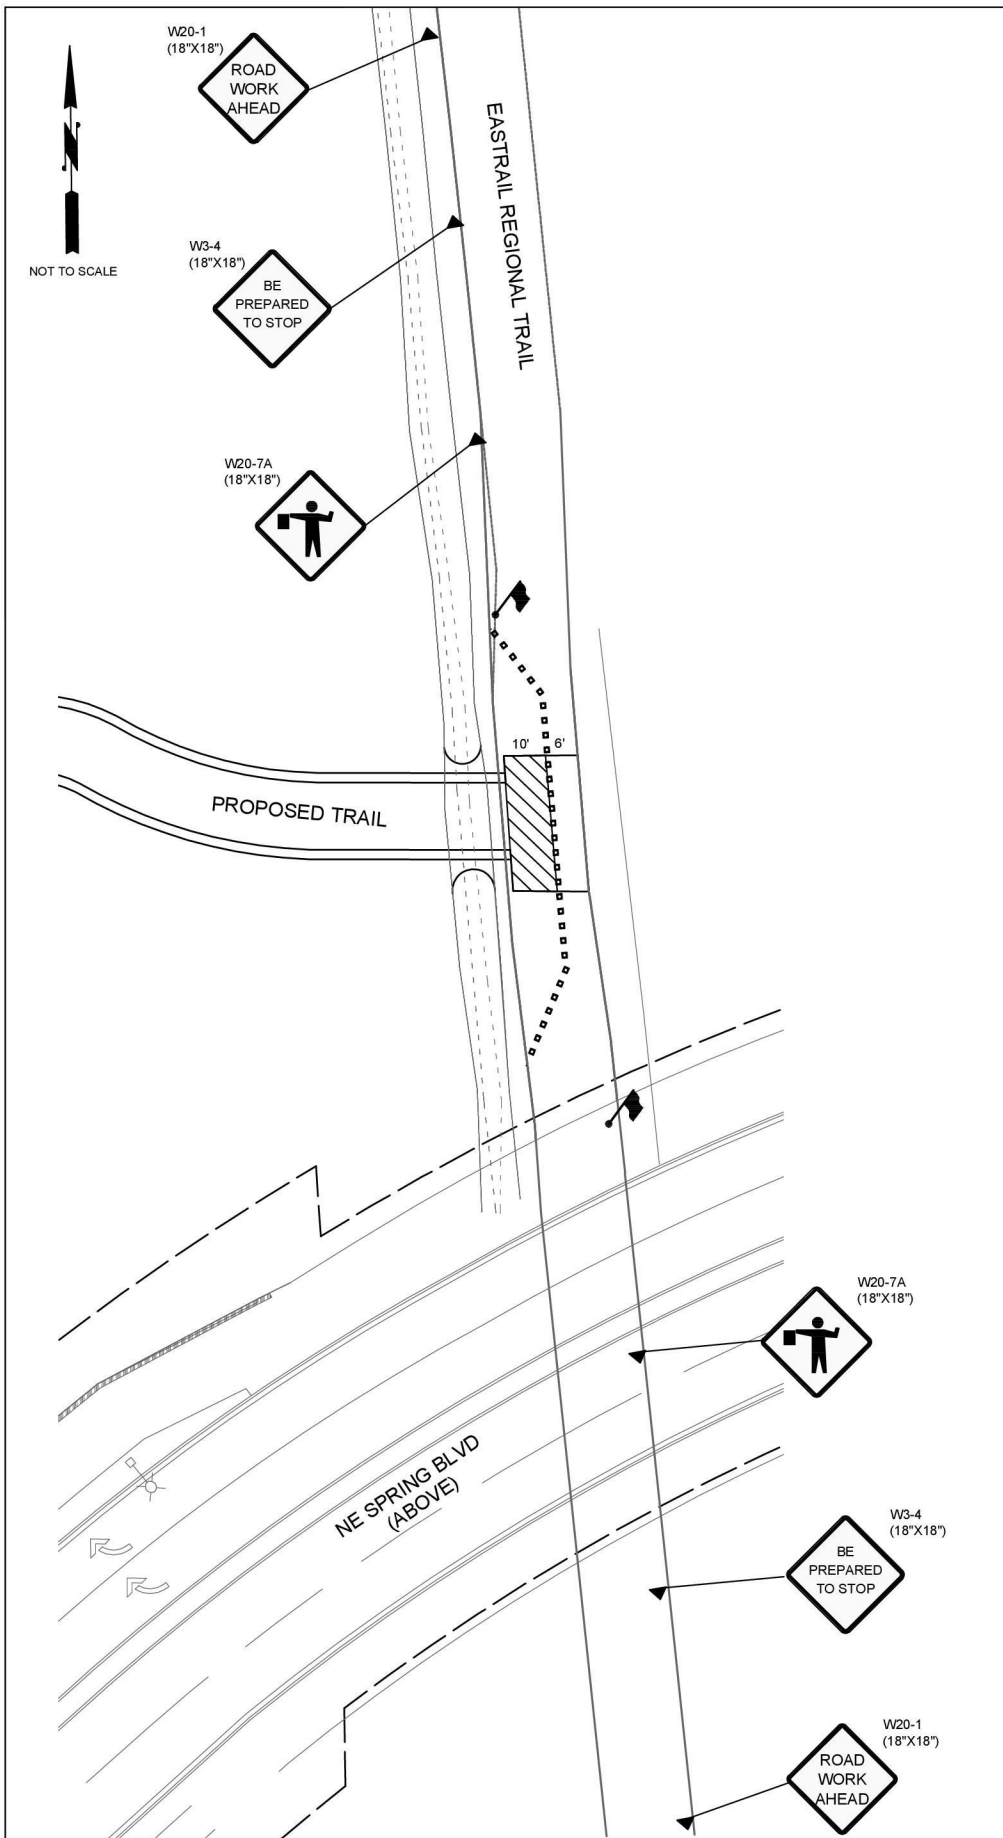 W20-1
(18"X18")
ROAD
WORK
AHEAD
N
NOT TO SCALE
EASTRAIL REGIONAL TRAIL
W3-4
(18"X18")
BE
PREPARED
TO STOP
W20-7A
(18"X18")
10' 6'
PROPOSED TRAIL
W20-7A
(18"X18")
NE SPRING BLVD
(ABOVE)
W3-4
(18"X18")
BE
PREPARED
TO STOP
W20-1
(18"X18")
ROAD
WORK
AHEAD